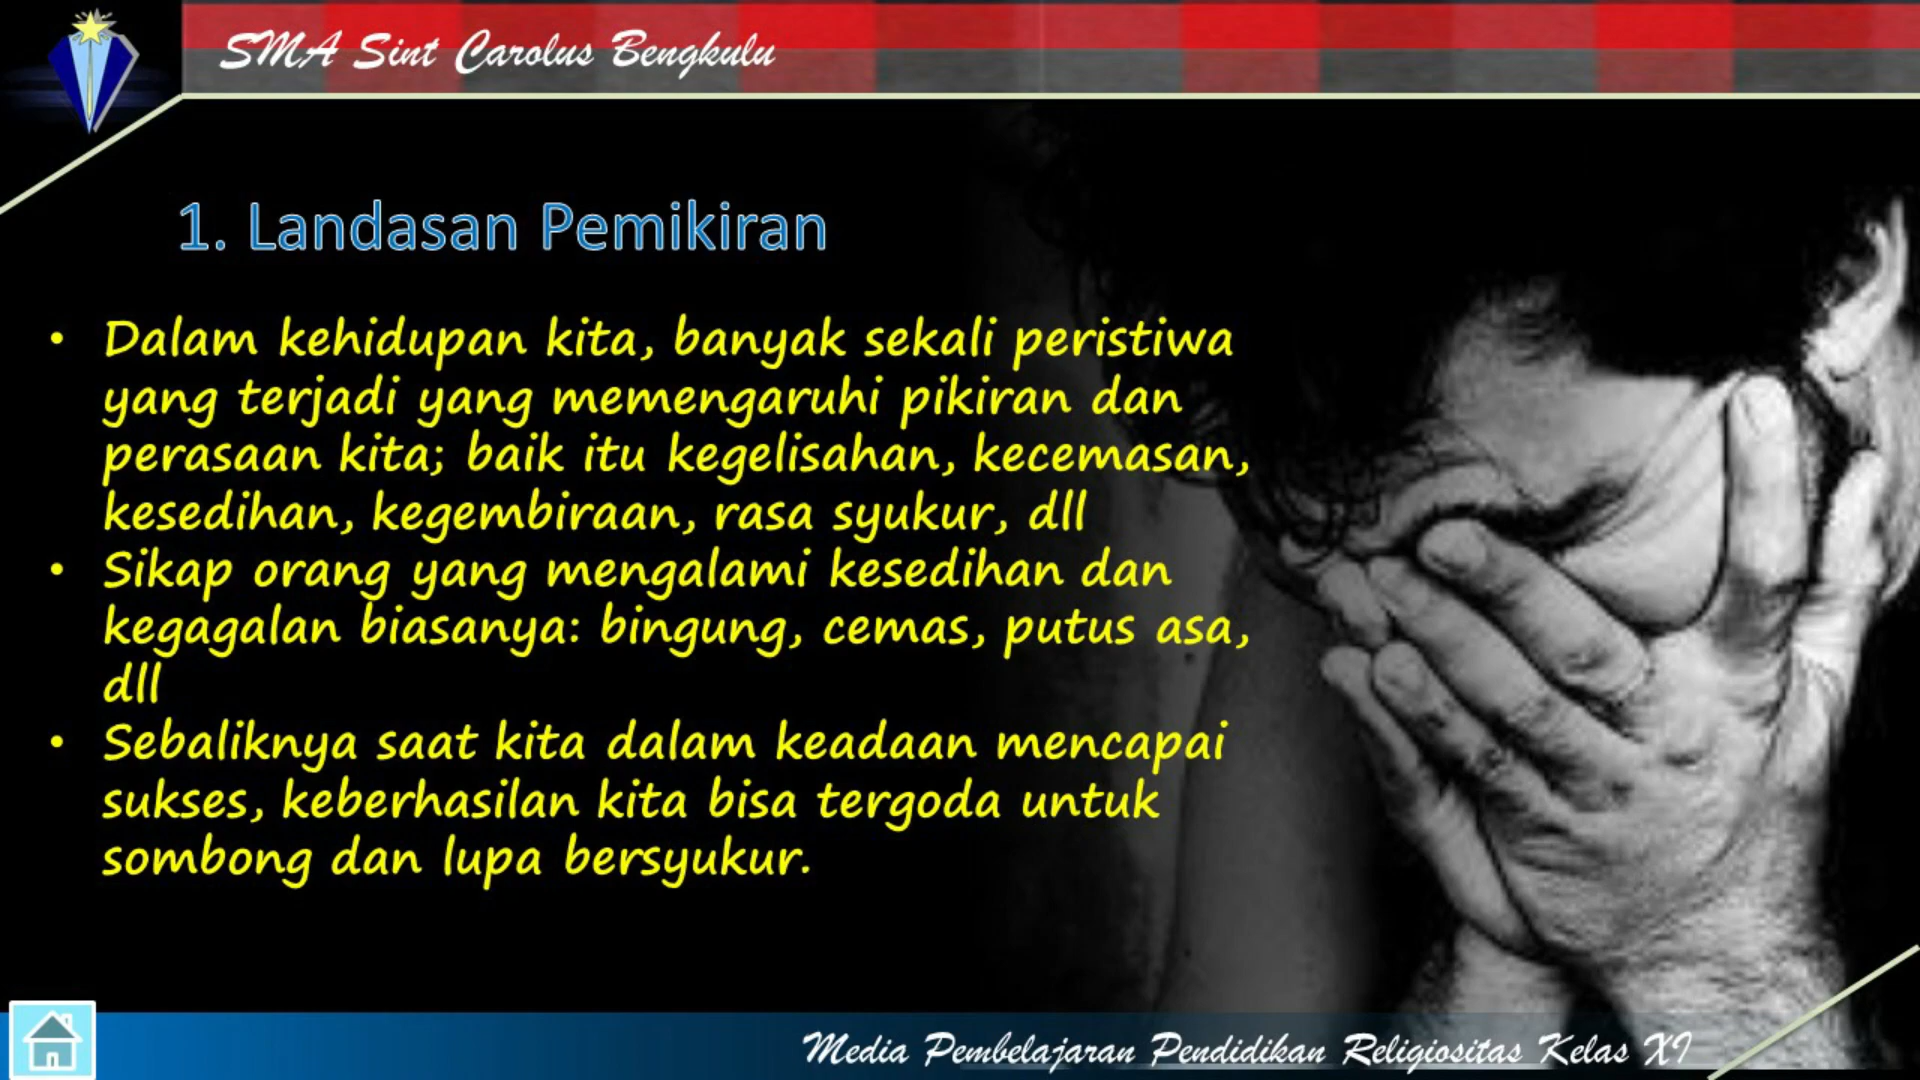 SMA Sint Carolus Bengkulu
1. Landasan Pemikiran
• Dalam kehidupan kita, banyak sekali peristiwa
yang terjadi yang memengaruhi pikiran dan
perasaan kita; baik itu kegelisahan, kecemasan,
kesedihan, kegembiraan, rasa syukur, dll
• Sikap orang yang mengalami kesedihan dan
kegagalan biasanya: bingung, cemas, putus asa,
dll
• Sebaliknya saat kita dalam keadaan mencapai
sukses, keberhasilan kita bisa tergoda untuk
sombong dan lupa bersyukur.
Media Pembelajaran Pendidikan Religiositas Kelas XI